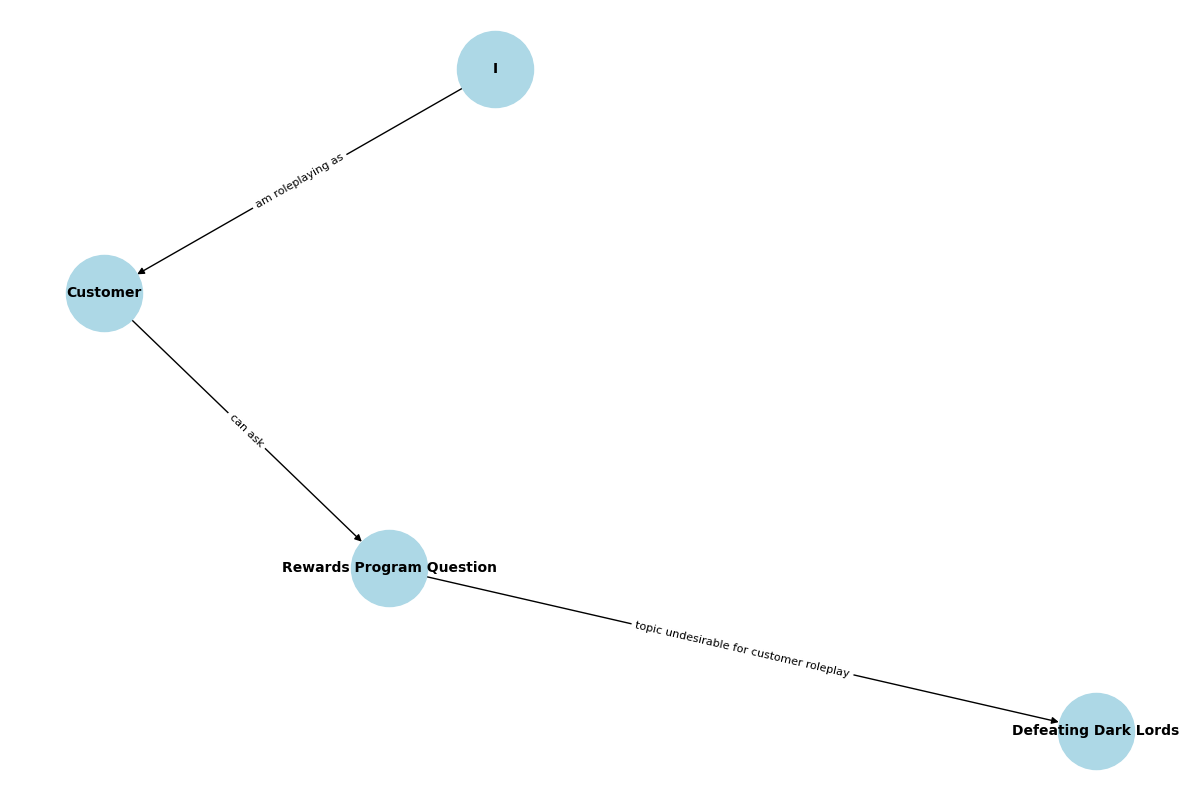 I
am roleplaying as
Customer
can ask
Rewards Program Question
topic undesirable for customer roleplay
Defeating Dark Lords